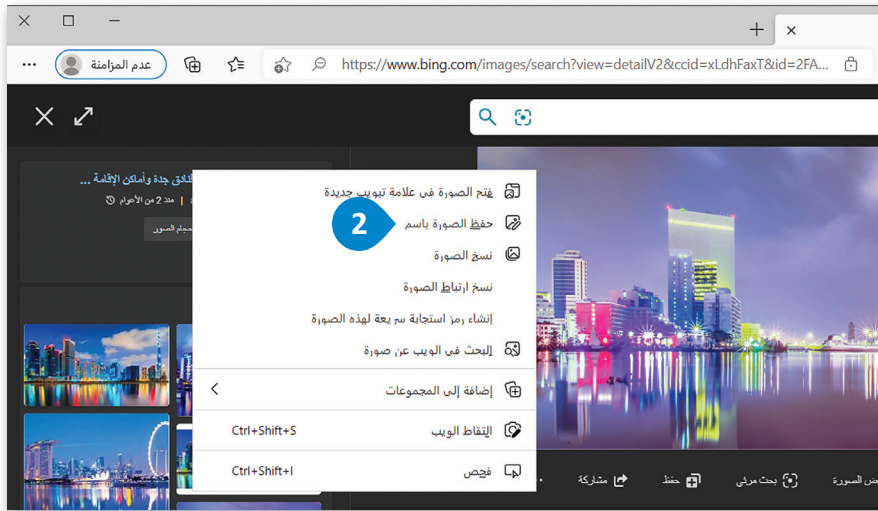 عدم المزامنة
https://www.bing.com/images/search?view=detailV2&ccid=xLdhFaxT&id=2FA...
فنادق جدة وأماكن الإقامة ...
| منذ 2 من الأعوام
حجام الصور
فتح الصورة في علامة تبويب جديدة
حفظ الصورة باسم
2
نسخ الصورة
نسخ ارتباط الصورة
إنشاء رمز استجابة سريعة لهذه الصورة
البحث في الويب عن صورة
إضافة إلى المجموعات
التقاط الويب Ctrl+Shift+S
فحص Ctrl+Shift+I
ض الصورة
بحث مرئي
حفظ
مشاركة